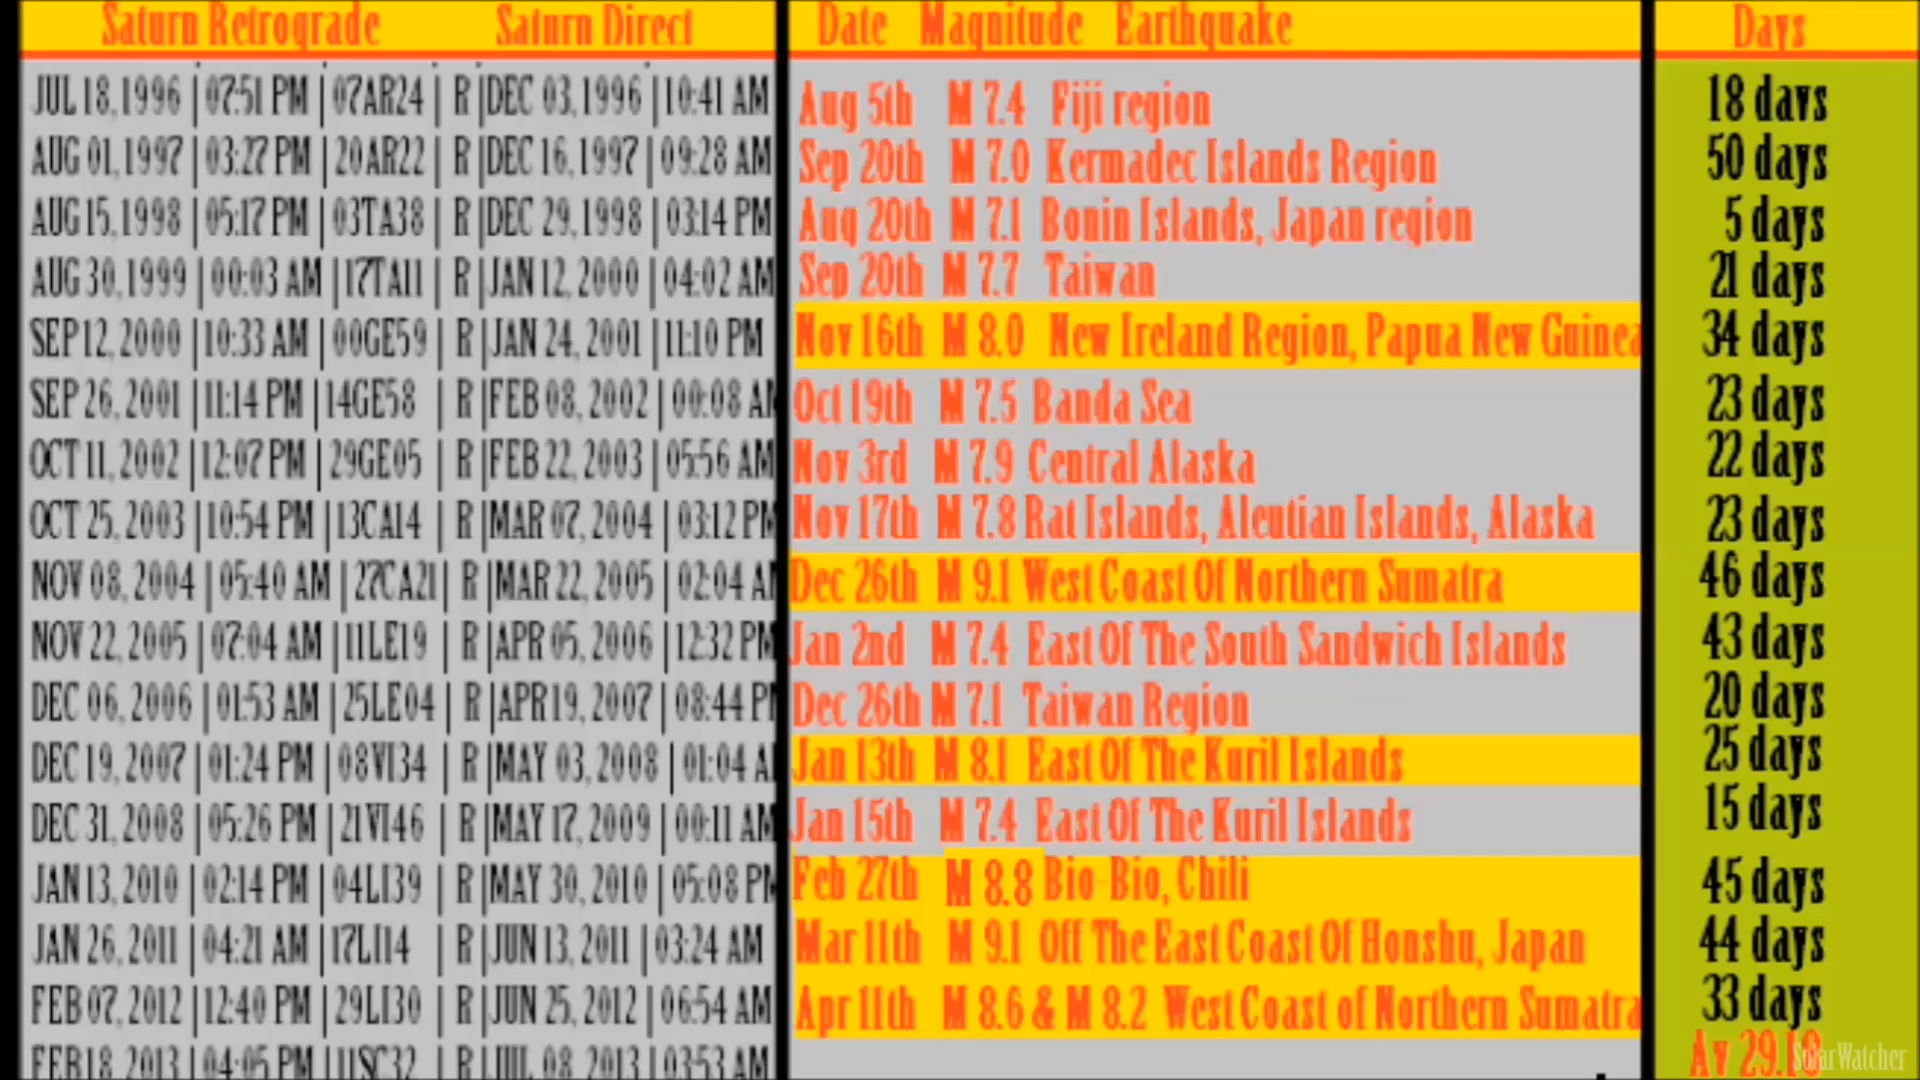 Saturn Retrograde Saturn Direct Date Magnitude Earthquake Days
JUL 18, 1996 | 07:51 PM | 07AR24 | R | DEC 03, 1996 | 10:41 AM Aug 5th M 7.4 Fiji region 18 days
AUG 01, 1997 | 03:27 PM | 20AR22 | R | DEC 16, 1997 | 09:28 AM Sep 20th M 7.0 Kermadec Islands Region 50 days
AUG 15, 1998 | 05:17 PM | 03TA38 | R | DEC 29, 1998 | 03:14 PM Aug 20th M 7.1 Bonin Islands, Japan region 5 days
AUG 30, 1999 | 00:03 AM | 17TA11 | R | JAN 12, 2000 | 04:02 AM Sep 20th M 7.7 Taiwan 21 days
SEP 12, 2000 | 10:33 AM | 00GE59 | R | JAN 24, 2001 | 11:10 PM Nov 16th M 8.0 New Ireland Region, Papua New Guinea 34 days
SEP 26, 2001 | 11:14 PM | 14GE58 | R | FEB 08, 2002 | 00:08 AM Oct 19th M 7.5 Banda Sea 23 days
OCT 11, 2002 | 12:07 PM | 29GE05 | R | FEB 22, 2003 | 05:56 AM Nov 3rd M 7.9 Central Alaska 22 days
OCT 25, 2003 | 10:54 PM | 13CA14 | R | MAR 07, 2004 | 03:12 PM Nov 17th M 7.8 Rat Islands, Aleutian Islands, Alaska 23 days
NOV 08, 2004 | 05:40 AM | 27CA21 | R | MAR 22, 2005 | 02:04 AM Dec 26th M 9.1 West Coast Of Northern Sumatra 46 days
NOV 22, 2005 | 07:04 AM | 11LE19 | R | APR 05, 2006 | 12:32 PM Jan 2nd M 7.4 East Of The South Sandwich Islands 43 days
DEC 06, 2006 | 01:53 AM | 25LE04 | R | APR 19, 2007 | 08:44 PM Dec 26th M 7.1 Taiwan Region 20 days
DEC 19, 2007 | 01:24 PM | 08VI34 | R | MAY 03, 2008 | 01:04 AM Jan 13th M 8.1 East Of The Kuril Islands 25 days
DEC 31, 2008 | 05:26 PM | 21VI46 | R | MAY 17, 2009 | 00:11 AM Jan 15th M 7.4 East Of The Kuril Islands 15 days
JAN 13, 2010 | 02:14 PM | 04LI39 | R | MAY 30, 2010 | 05:08 PM Feb 27th M 8.8 Bio-Bio, Chili 45 days
JAN 26, 2011 | 04:21 AM | 17LI14 | R | JUN 13, 2011 | 03:24 AM Mar 11th M 9.1 Off The East Coast Of Honshu, Japan 44 days
FEB 07, 2012 | 12:40 PM | 29LI30 | R | JUN 25, 2012 | 06:54 AM Apr 11th M 8.6 & M 8.2 West Coast of Northern Sumatra 33 days
FEB 18, 2013 | 04:05 PM | 11SC32 | R | JUL 08, 2013 | 03:53 AM Av 29.18
SolarWatcher